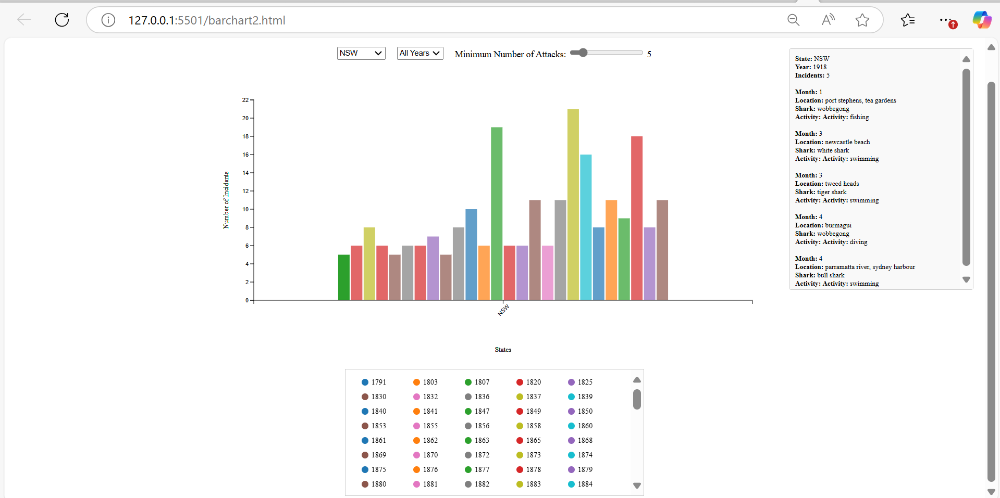 127.0.0.1:5501/barchart2.html
NSW All Years Minimum Number of Attacks: 5
22
20
18
16
14
12
10
8
6
4
2
0
Number of Incidents
NSW
States
1791 1803 1807 1820 1825
1830 1832 1836 1837 1839
1840 1841 1847 1849 1850
1853 1855 1856 1858 1860
1861 1862 1863 1865 1868
1869 1870 1872 1873 1874
1875 1876 1877 1878 1879
1880 1881 1882 1883 1884
State: NSW
Year: 1918
Incidents: 5
Month: 1
Location: port stephens, tea gardens
Shark: wobbegong
Activity: Activity: fishing
Month: 3
Location: newcastle beach
Shark: white shark
Activity: Activity: swimming
Month: 3
Location: tweed heads
Shark: tiger shark
Activity: Activity: swimming
Month: 4
Location: burmagui
Shark: wobbegong
Activity: Activity: diving
Month: 4
Location: parramatta river, sydney harbour
Shark: bull shark
Activity: Activity: swimming